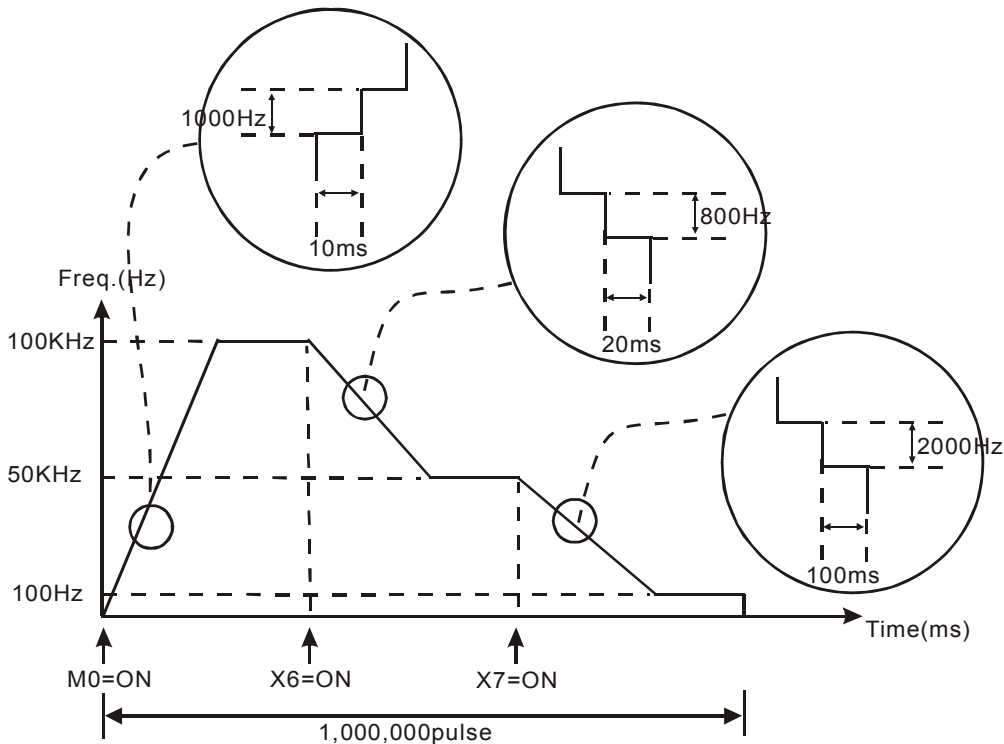 1000Hz
10ms
800Hz
20ms
2000Hz
100ms
Freq.(Hz)
100KHz
50KHz
100Hz
Time(ms)
M0=ON
X6=ON
X7=ON
1,000,000pulse